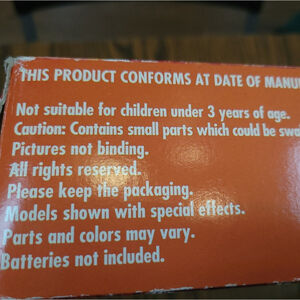 THIS PRODUCT CONFORMS AT DATE OF MANU
Not suitable for children under 3 years of age.
Caution: Contains small parts which could be swa
Pictures not binding.
All rights reserved.
Please keep the packaging.
Models shown with special effects.
Parts and colors may vary.
Batteries not included.